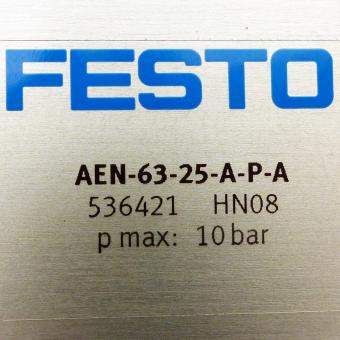 FESTO
AEN-63-25-A-P-A
536421 HN08
p max: 10 bar